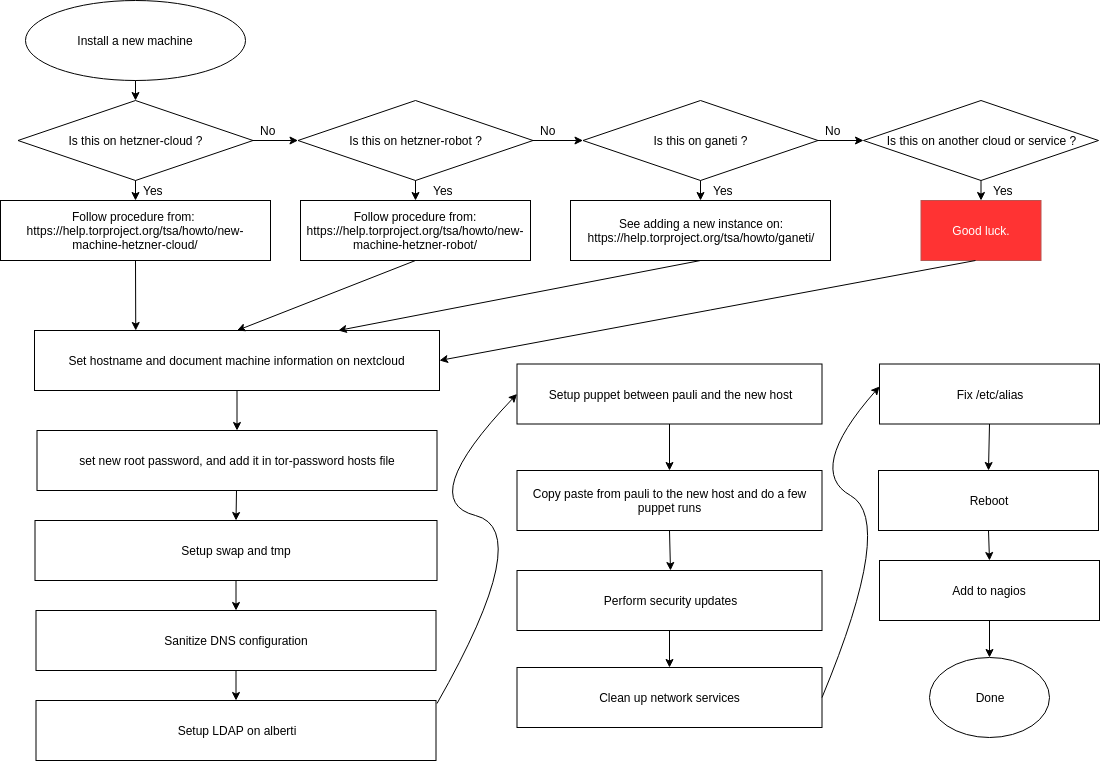 Install a new machine
Is this on hetzner-cloud ?
No
Is this on hetzner-robot ?
No
Is this on ganeti ?
No
Is this on another cloud or service ?
Yes
Yes
Yes
Yes
Follow procedure from:
https://help.torproject.org/tsa/howto/new-
machine-hetzner-cloud/
Follow procedure from:
https://help.torproject.org/tsa/howto/new-
machine-hetzner-robot/
See adding a new instance on:
https://help.torproject.org/tsa/howto/ganeti/
Good luck.
Set hostname and document machine information on nextcloud
set new root password, and add it in tor-password hosts file
Setup swap and tmp
Sanitize DNS configuration
Setup LDAP on alberti
Setup puppet between pauli and the new host
Copy paste from pauli to the new host and do a few
puppet runs
Perform security updates
Clean up network services
Fix /etc/alias
Reboot
Add to nagios
Done